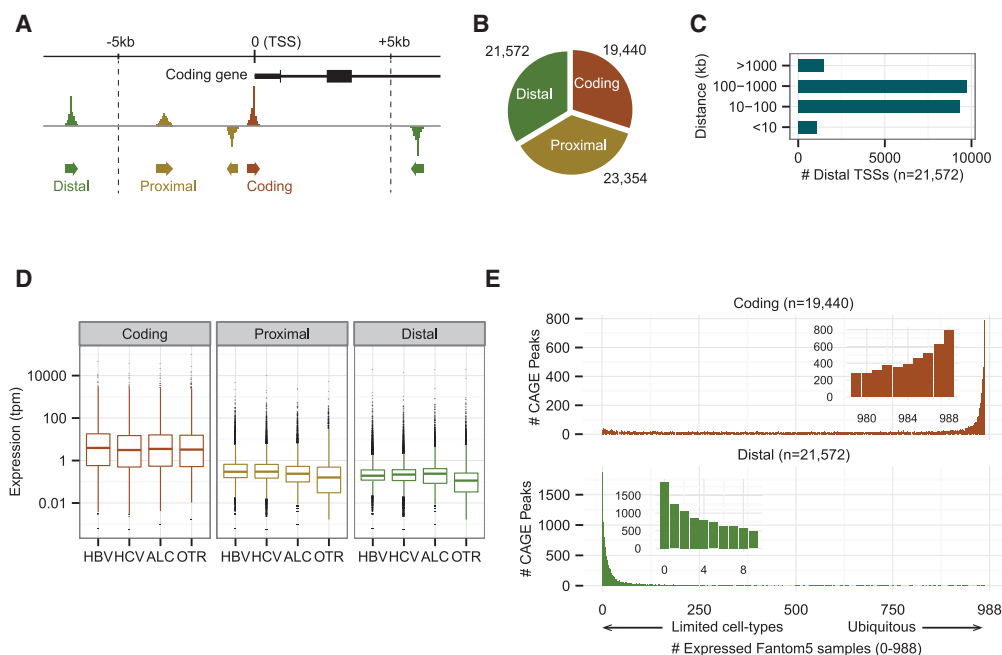 A
-5kb
0 (TSS)
+5kb
Coding gene
Distal
Proximal
Coding
B
21,572
19,440
Distal
Coding
Proximal
23,354
C
Distance (kb)
>1000
100-1000
10-100
<10
0
5000
10000
# Distal TSSs (n=21,572)
D
Coding
Proximal
Distal
Expression (tpm)
10000
100
1
0.01
HBV HCV ALC OTR
HBV HCV ALC OTR
HBV HCV ALC OTR
E
Coding (n=19,440)
# CAGE Peaks
800
600
400
200
0
800
600
400
200
0
980
984
988
Distal (n=21,572)
# CAGE Peaks
1500
1000
500
0
1500
1000
500
0
0
4
8
0
250
500
750
988
Limited cell-types
Ubiquitous
# Expressed Fantom5 samples (0-988)